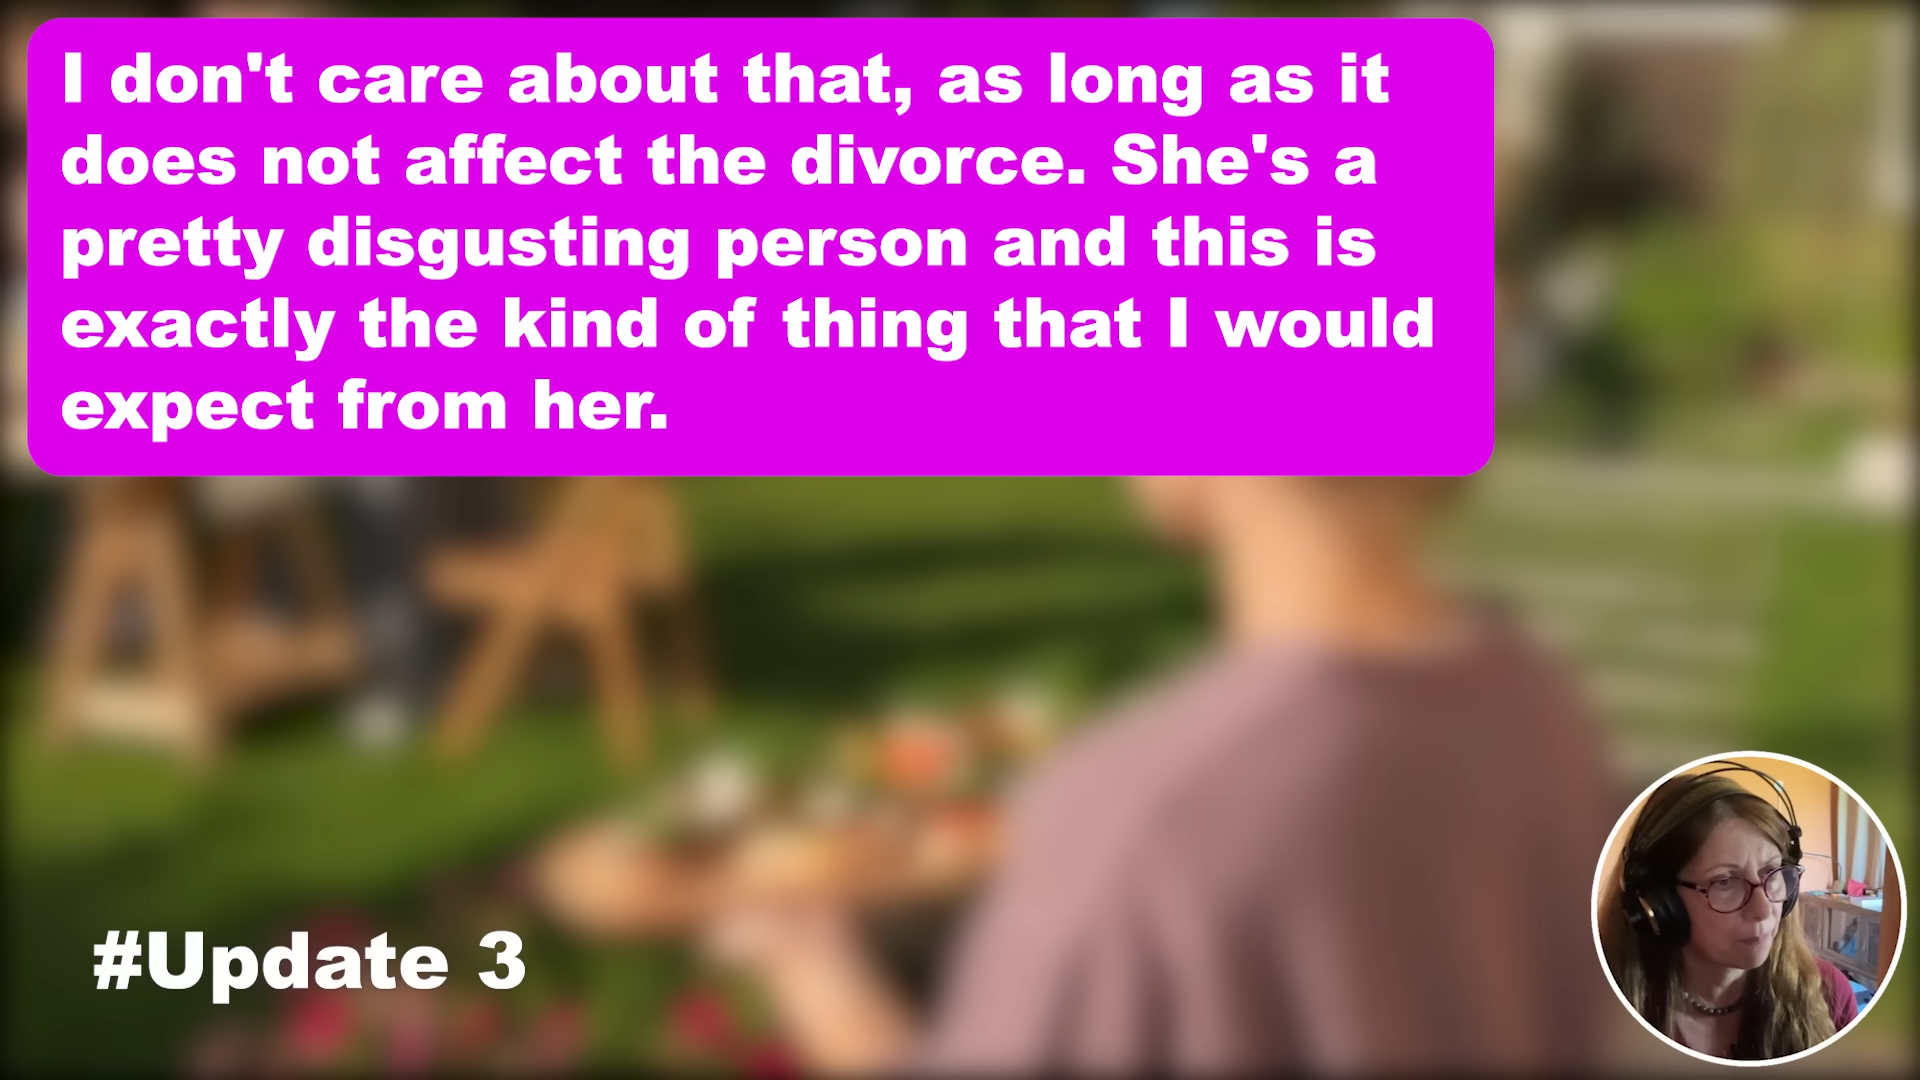 I don't care about that, as long as it
does not affect the divorce. She's a
pretty disgusting person and this is
exactly the kind of thing that I would
expect from her.
#Update 3